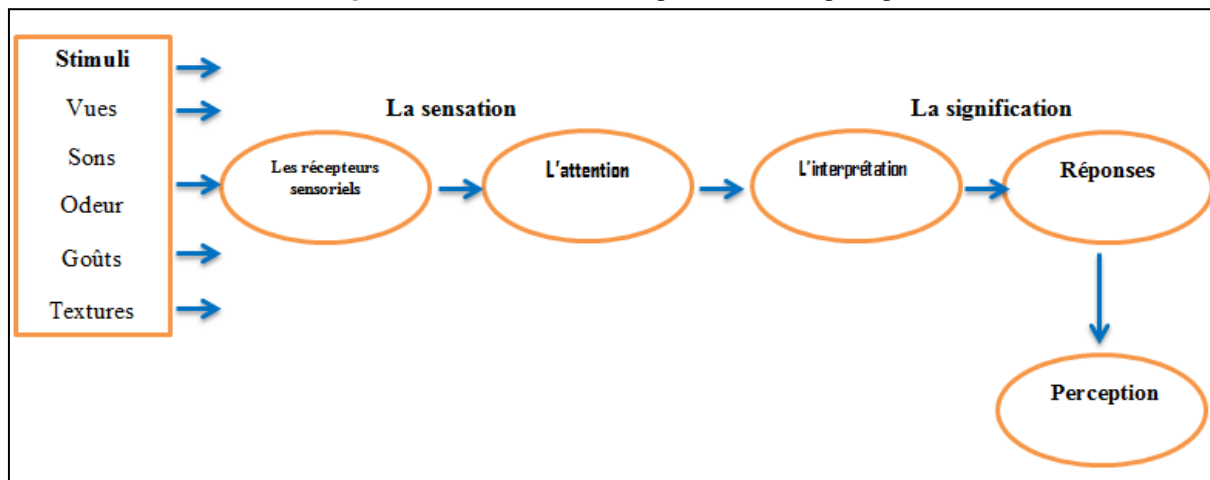 Stimuli
Vues
Sons
Odeur
Goûts
Textures
La sensation
La signification
Les récepteurs
sensoriels
L'attention
L'interprétation
Réponses
Perception